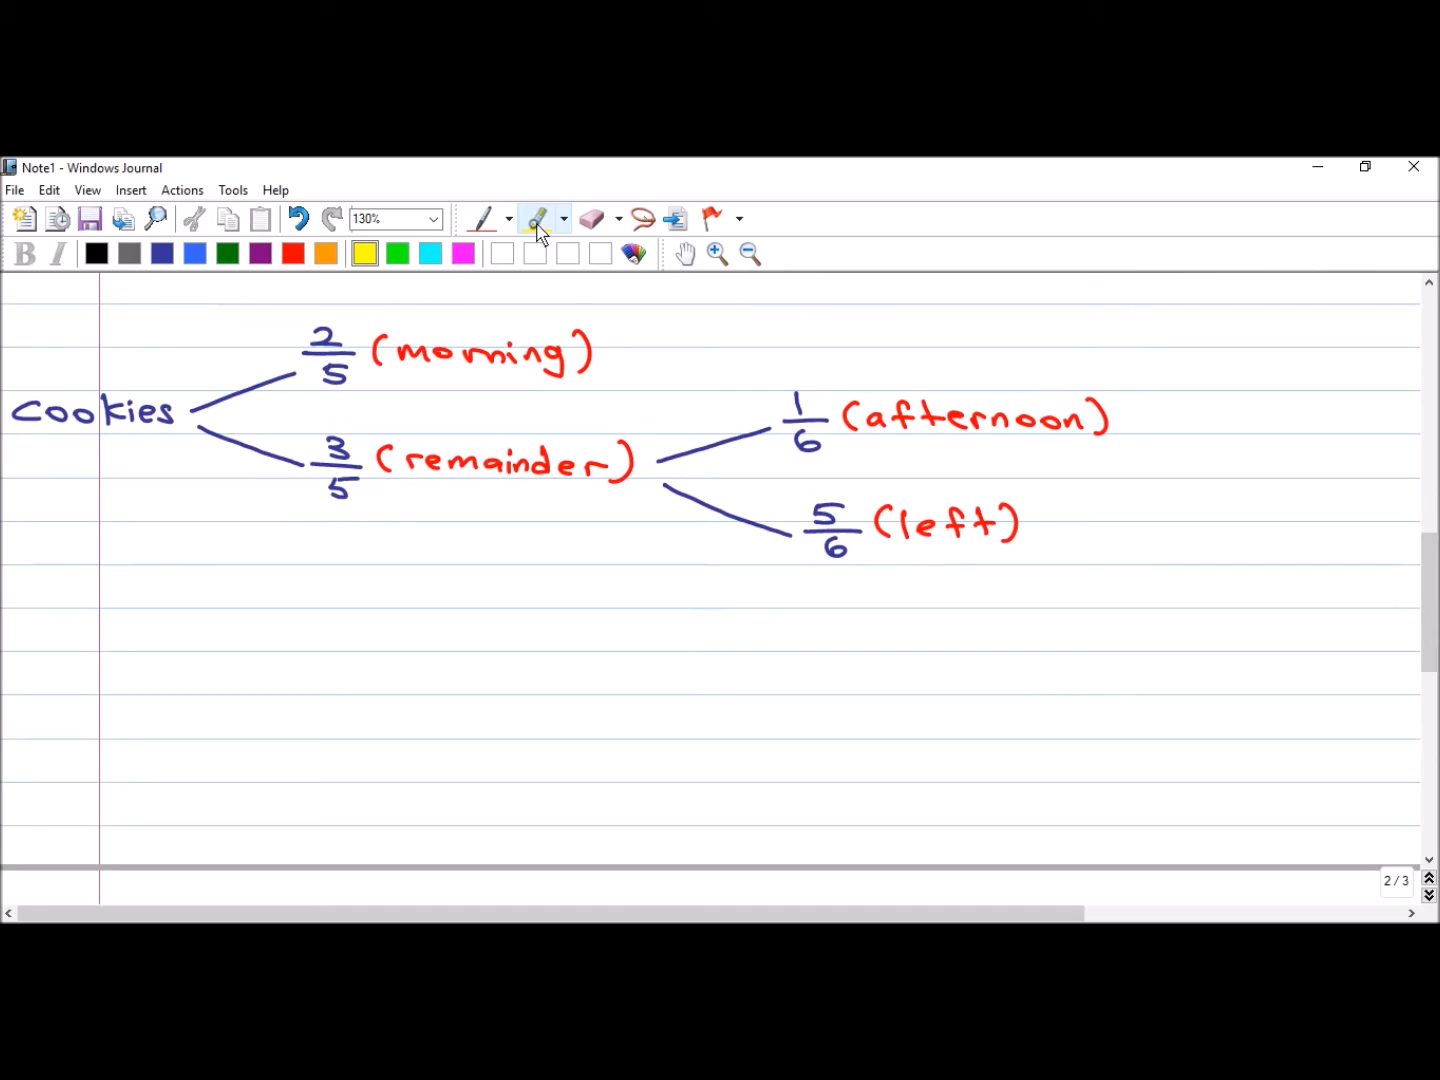 Note1 - Windows Journal
File Edit View Insert Actions Tools Help
130%
B I
2/5 (morning)
Cookies
1/6 (afternoon)
3/5 (remainder)
5/6 (left)
2 / 3